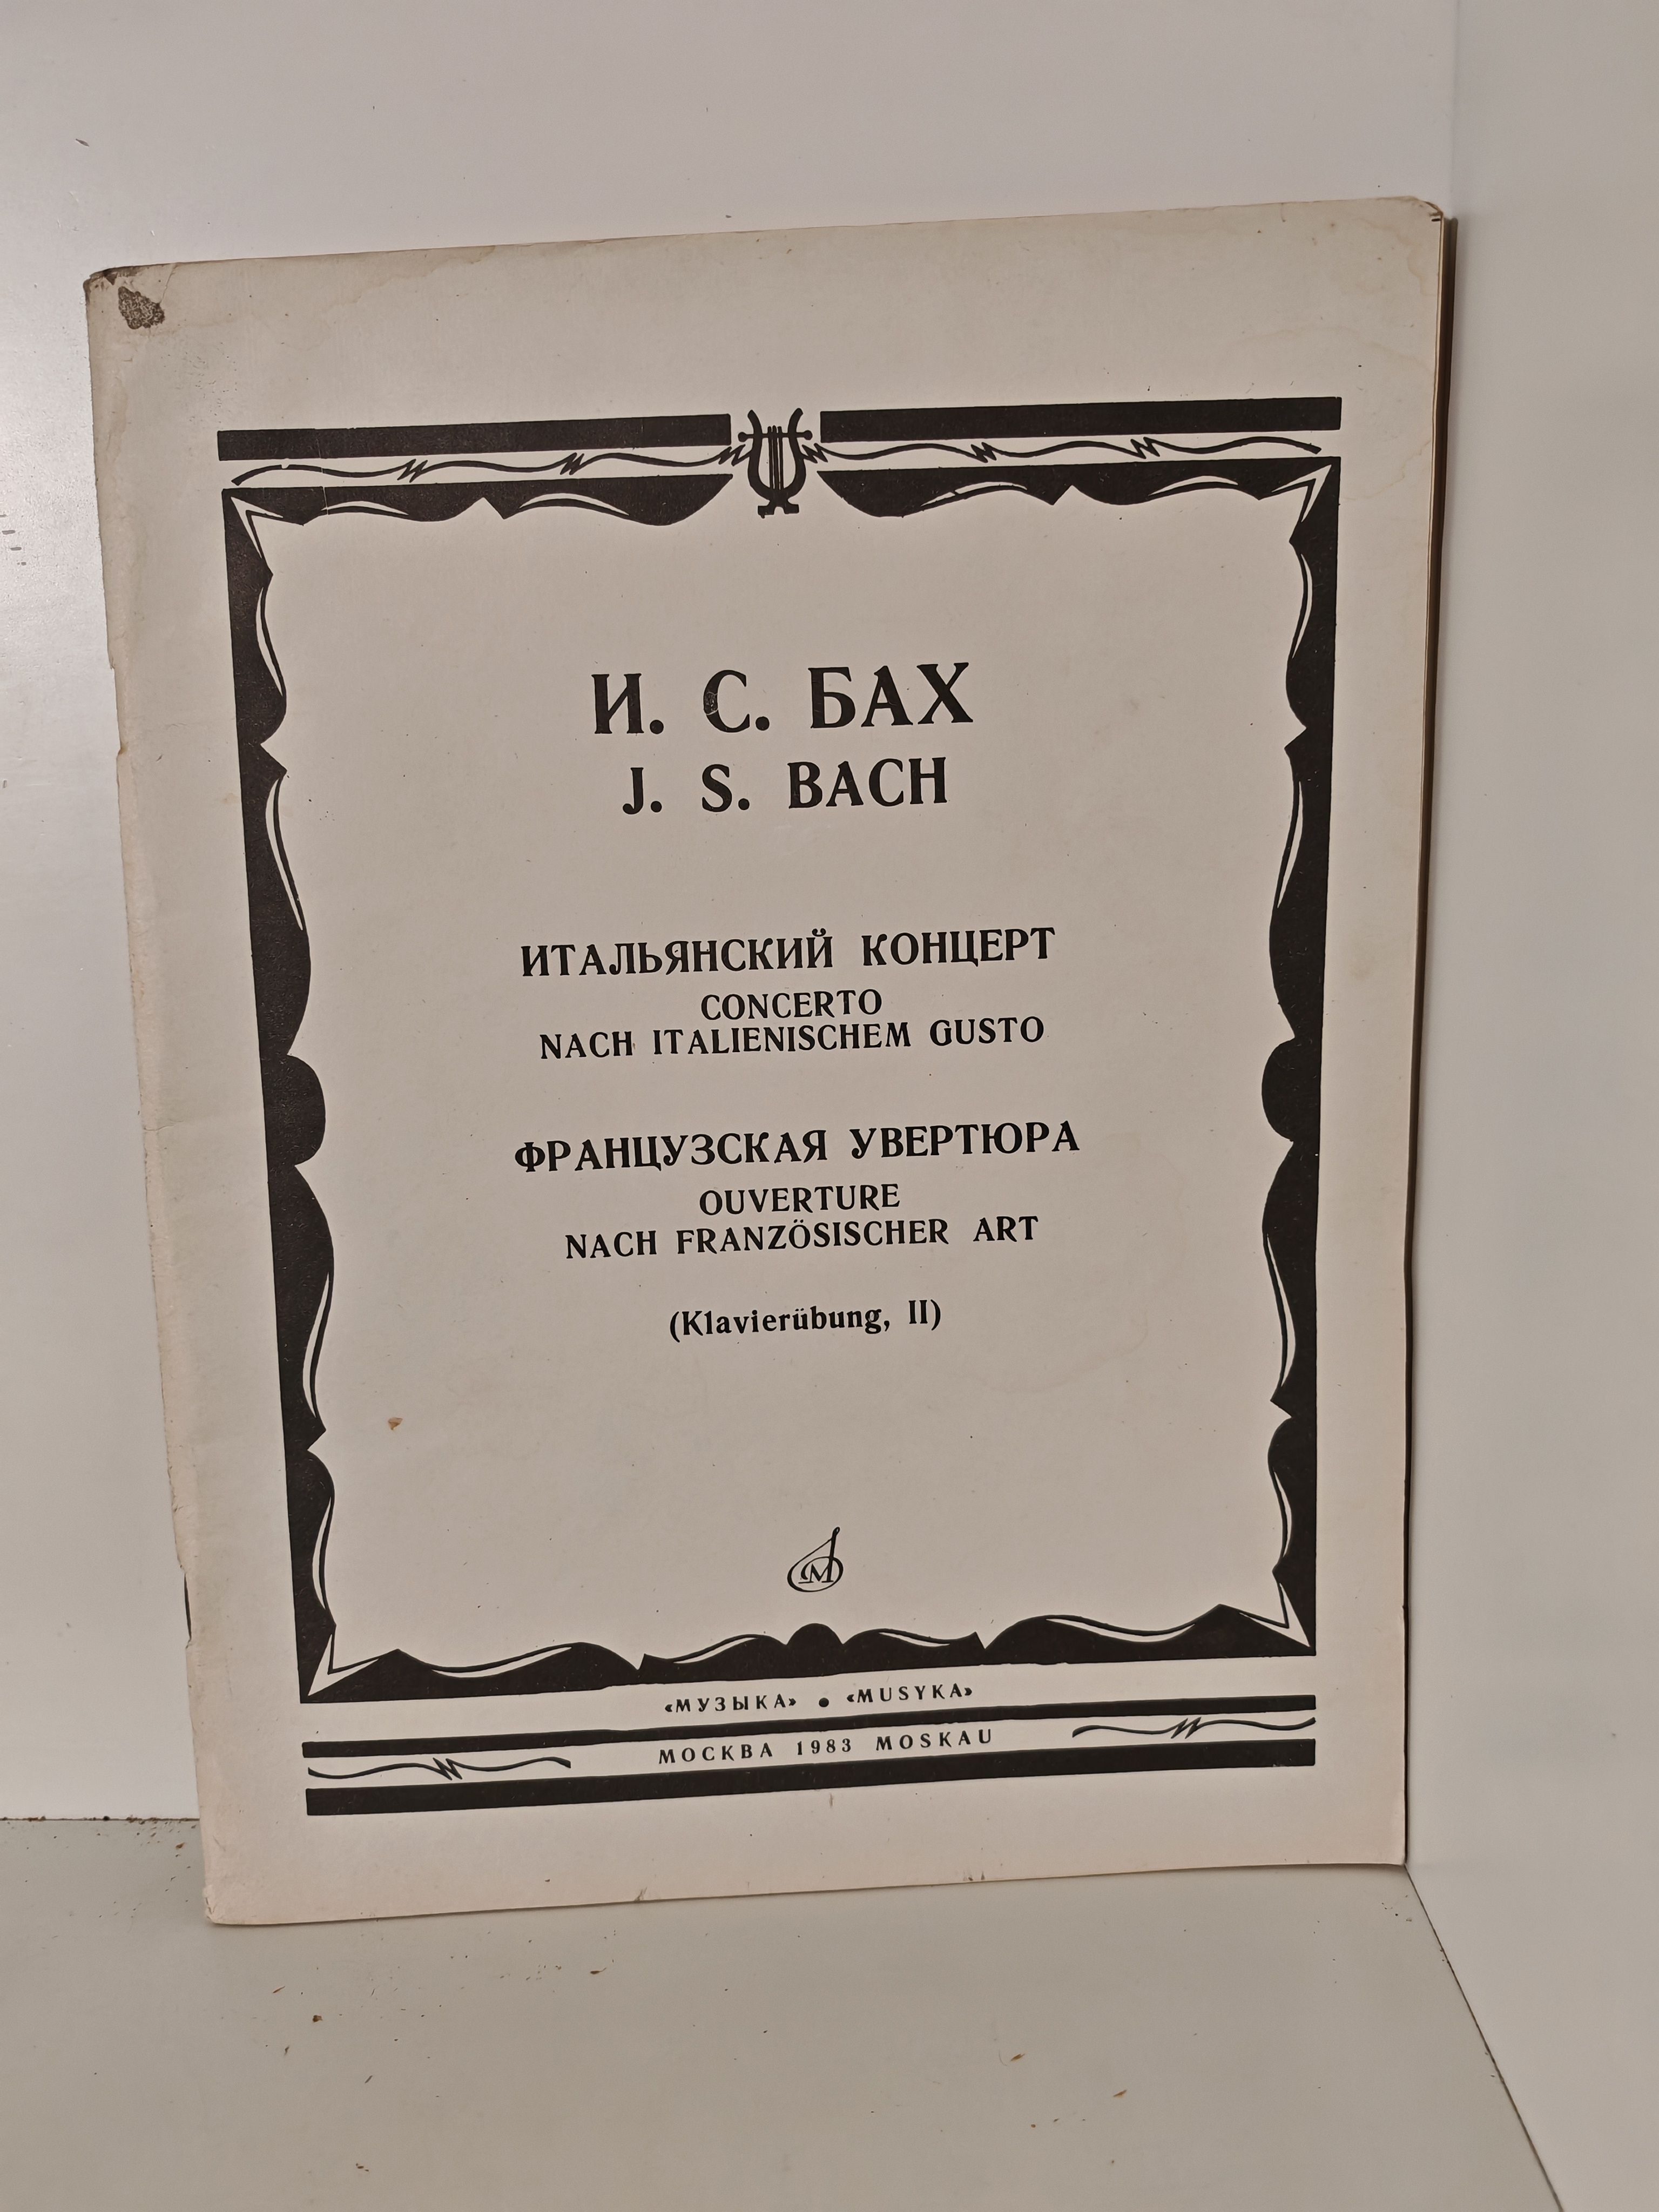 И. С. БАХ
J. S. BACH
ИТАЛЬЯНСКИЙ КОНЦЕРТ
CONCERTO
NACH ITALIENISCHEM GUSTO
ФРАНЦУЗСКАЯ УВЕРТЮРА
OUVERTURE
NACH FRANZÖSISCHER ART
(Klavierübung, II)
М
«МУЗЫКА» • «MUSYKA»
МОСКВА 1983 MOSKAU